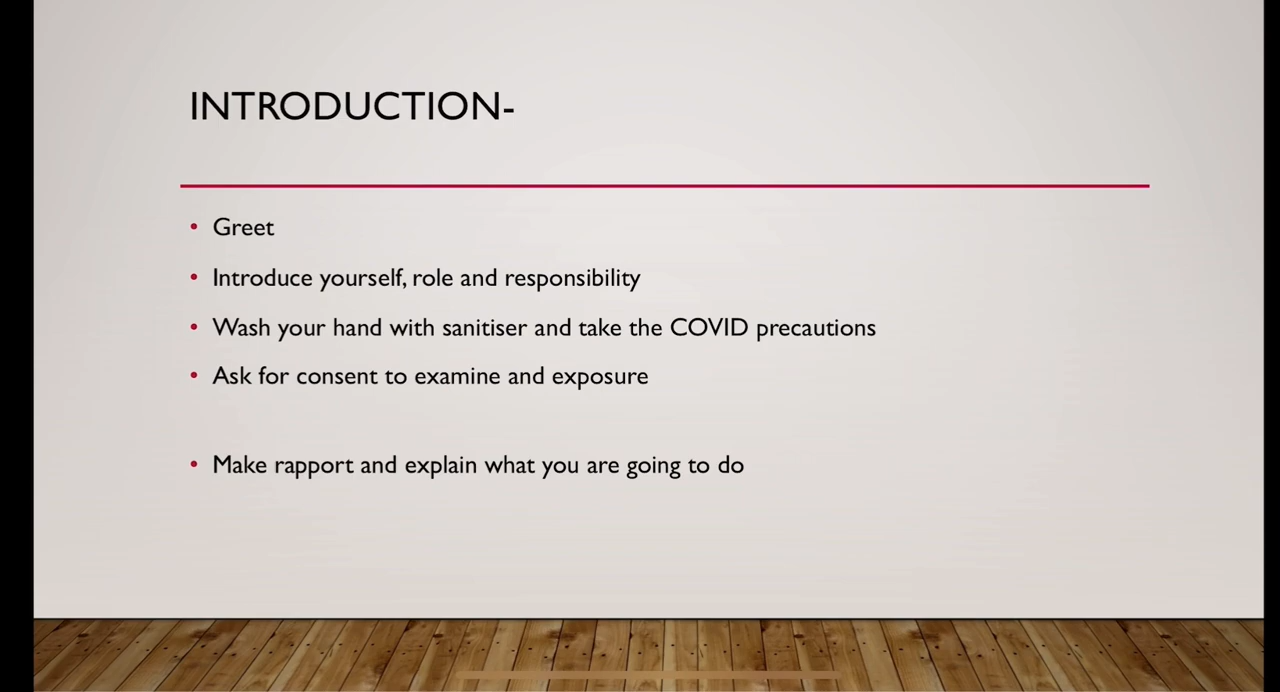 INTRODUCTION-
Greet
Introduce yourself, role and responsibility
Wash your hand with sanitiser and take the COVID precautions
Ask for consent to examine and exposure
Make rapport and explain what you are going to do